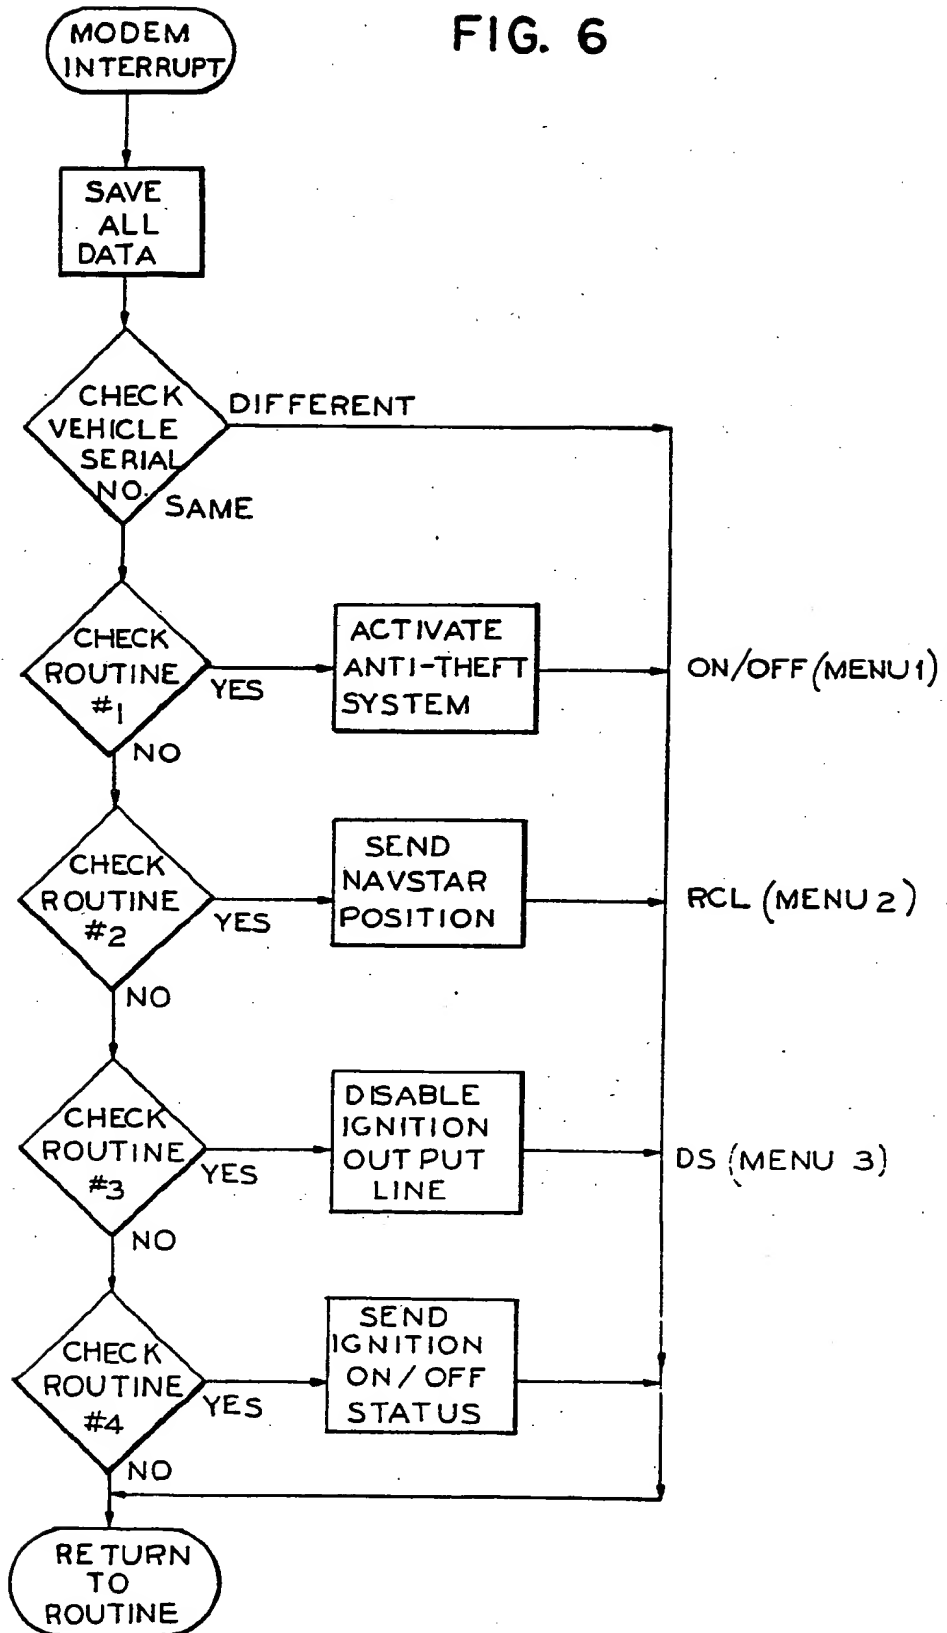 FIG. 6
MODEM
INTERRUPT
SAVE
ALL
DATA
CHECK
VEHICLE
SERIAL
NO.
DIFFERENT
SAME
CHECK
ROUTINE
#1
YES
NO
ACTIVATE
ANTI-THEFT
SYSTEM
ON/OFF (MENU 1)
CHECK
ROUTINE
#2
YES
NO
SEND
NAVSTAR
POSITION
RCL (MENU 2)
CHECK
ROUTINE
#3
YES
NO
DISABLE
IGNITION
OUTPUT
LINE
DS (MENU 3)
CHECK
ROUTINE
#4
YES
NO
SEND
IGNITION
ON/OFF
STATUS
RETURN
TO
ROUTINE